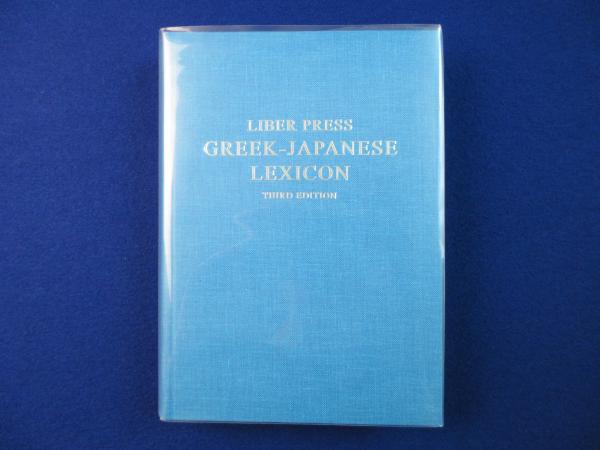 LIBER PRESS
GREEK-JAPANESE
LEXICON
THIRD EDITION